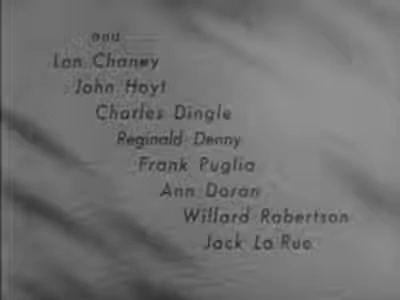 and
Lon Chaney
John Hoyt
Charles Dingle
Reginald Denny
Frank Puglia
Ann Doran
Willard Robertson
Jack La Rue